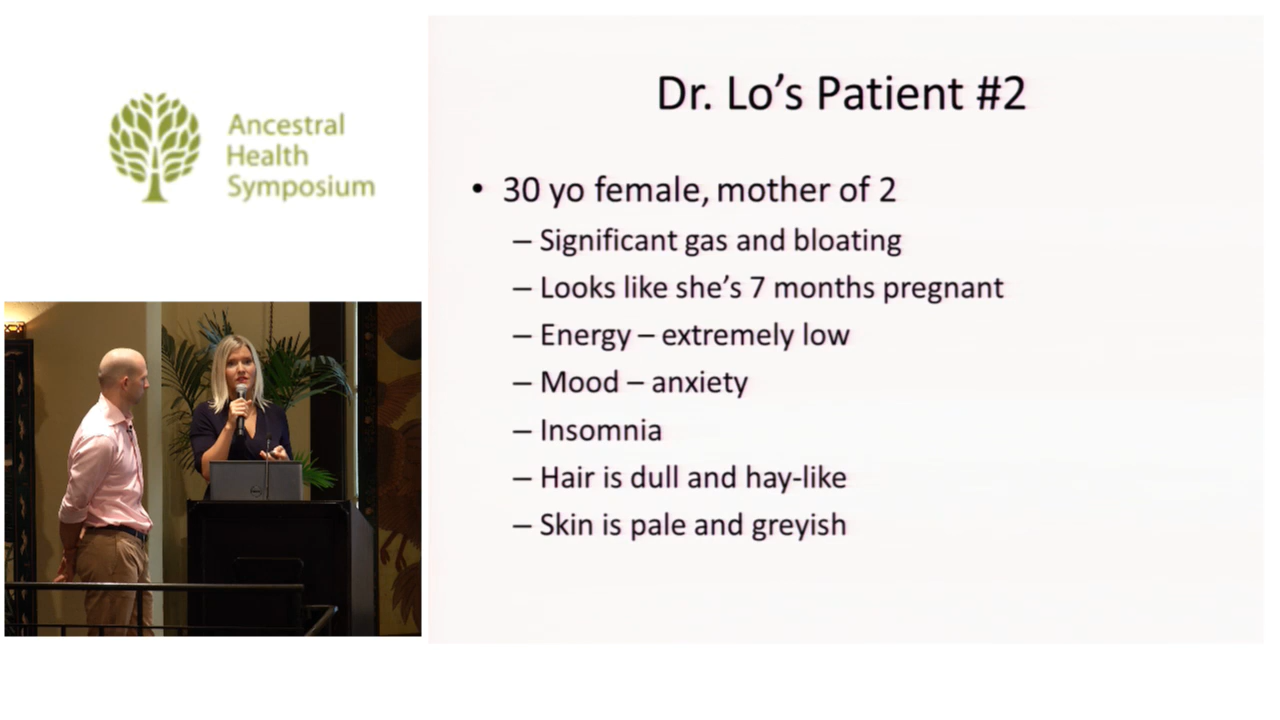 Ancestral
Health
Symposium
Dr. Lo’s Patient #2
• 30 yo female, mother of 2
– Significant gas and bloating
– Looks like she’s 7 months pregnant
– Energy – extremely low
– Mood – anxiety
– Insomnia
– Hair is dull and hay-like
– Skin is pale and greyish